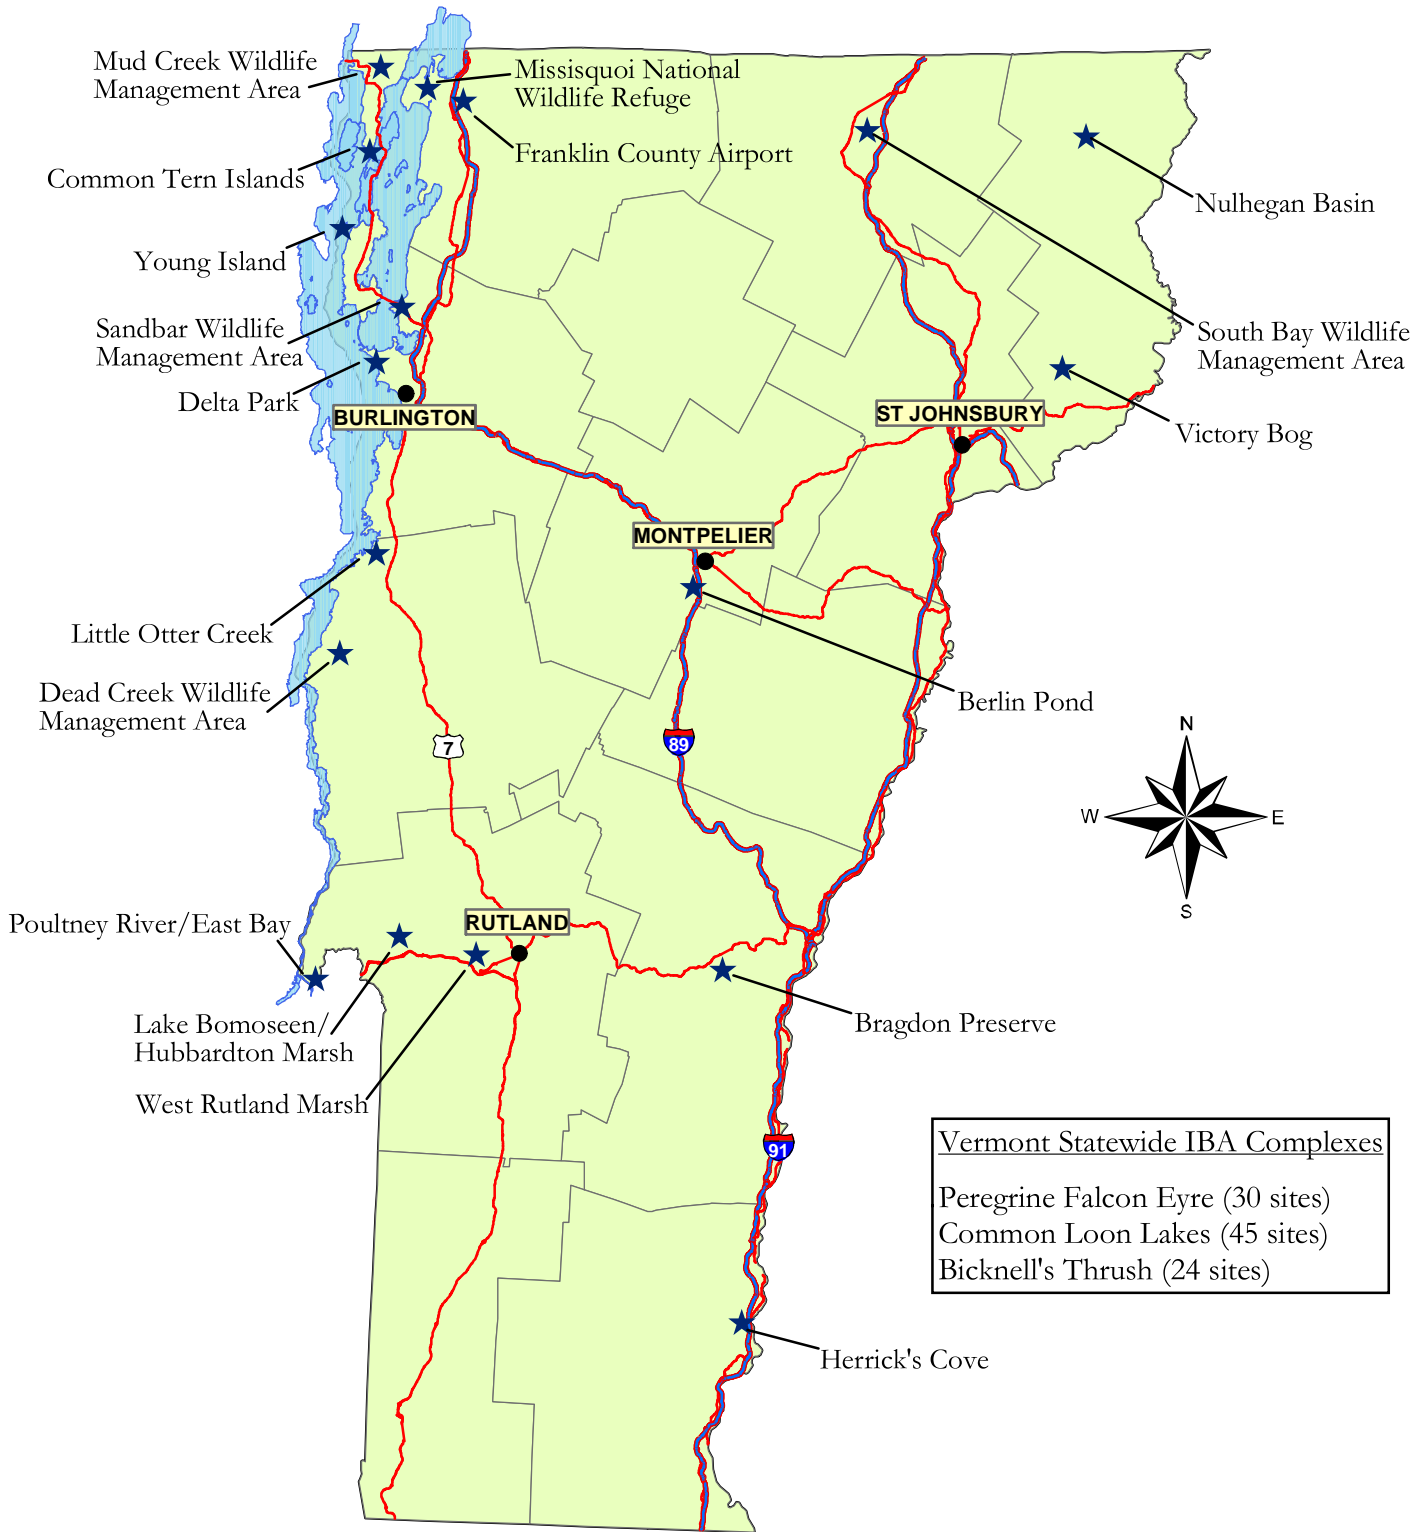 Mud Creek Wildlife
Management Area
Missisquoi National
Wildlife Refuge
Franklin County Airport
Common Tern Islands
Nulhegan Basin
Young Island
Sandbar Wildlife
Management Area
South Bay Wildlife
Management Area
Delta Park
BURLINGTON
ST JOHNSBURY
Victory Bog
MONTPELIER
Little Otter Creek
Dead Creek Wildlife
Management Area
Berlin Pond
7
89
N
W
E
S
Poultney River/East Bay
RUTLAND
Lake Bomoseen/
Hubbardton Marsh
Bragdon Preserve
West Rutland Marsh
91
Vermont Statewide IBA Complexes
Peregrine Falcon Eyre (30 sites)
Common Loon Lakes (45 sites)
Bicknell's Thrush (24 sites)
Herrick's Cove